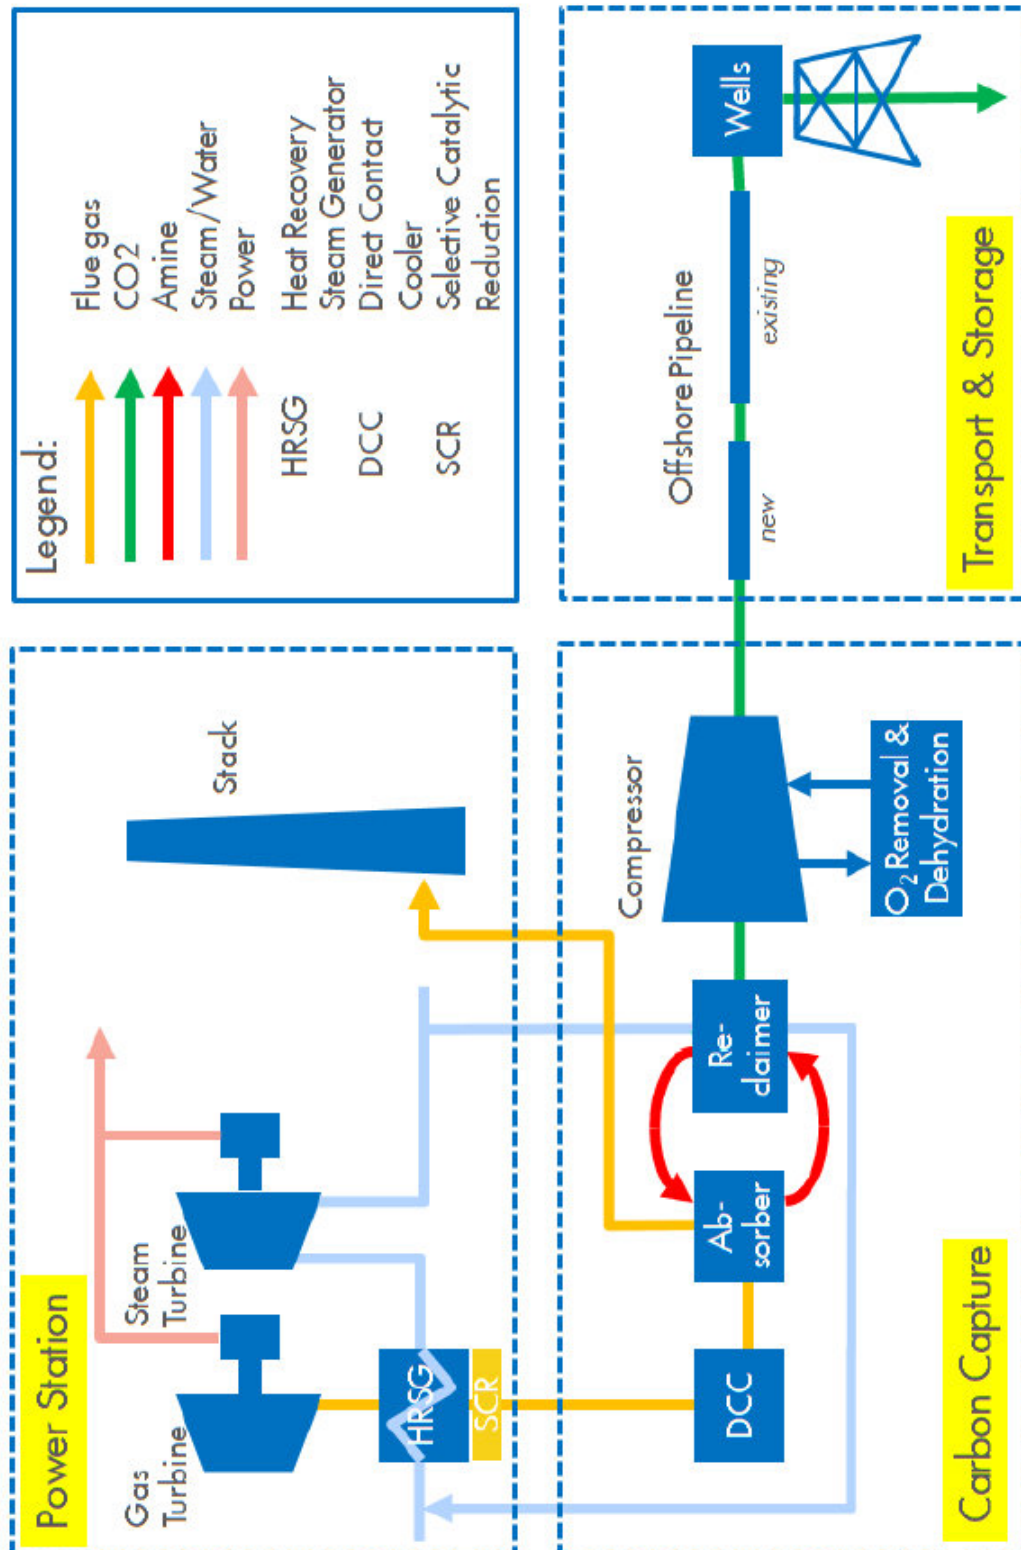 Power Station
Gas
Turbine
Steam
Turbine
HRSG
SCR
Stack
Legend:
Flue gas
CO2
Amine
Steam/Water
Power
HRSG
Heat Recovery
Steam Generator
DCC
Direct Contact
Cooler
SCR
Selective Catalytic
Reduction
Carbon Capture
DCC
Ab-
sorber
Re-
claimer
Compressor
O₂ Removal &
Dehydration
Transport & Storage
Offshore Pipeline
new
existing
Wells